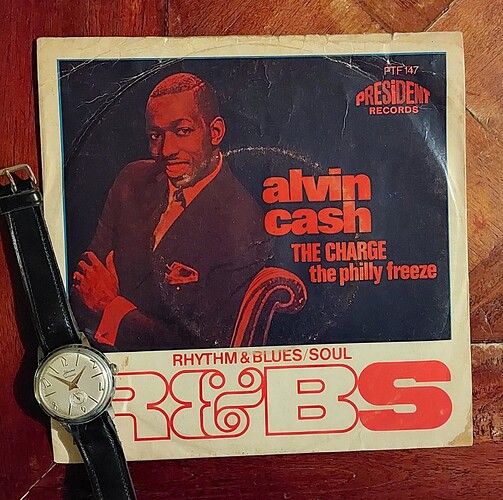 PTF 147
PRESIDENT
RECORDS
alvin
cash
THE CHARGE
the philly freeze
RHYTHM & BLUES/SOUL
R&BS